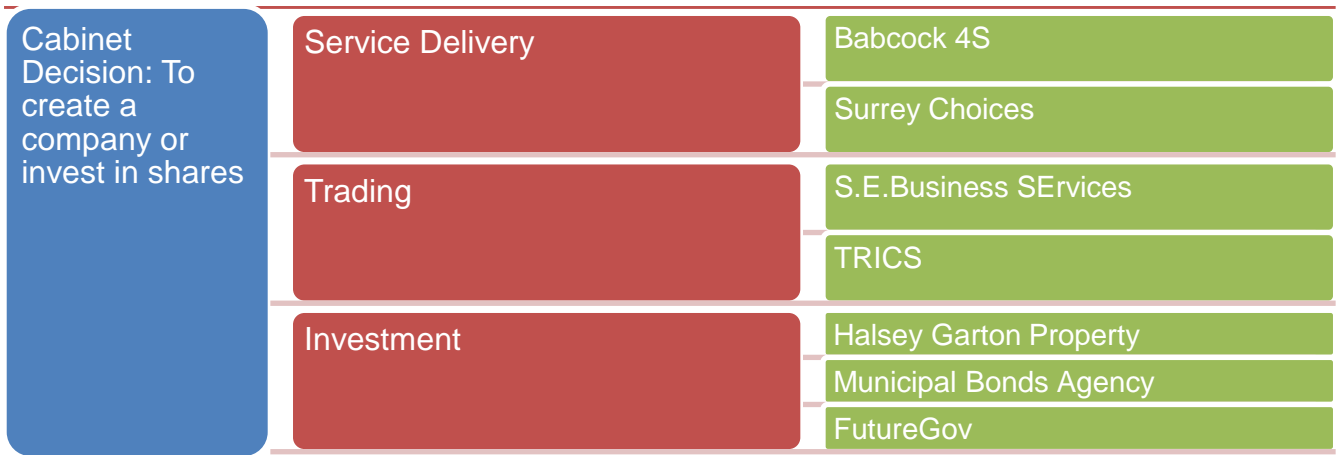 Cabinet
Decision: To
create a
company or
invest in shares
Service Delivery
Babcock 4S
Surrey Choices
Trading
S.E.Business SErvices
TRICS
Investment
Halsey Garton Property
Municipal Bonds Agency
FutureGov